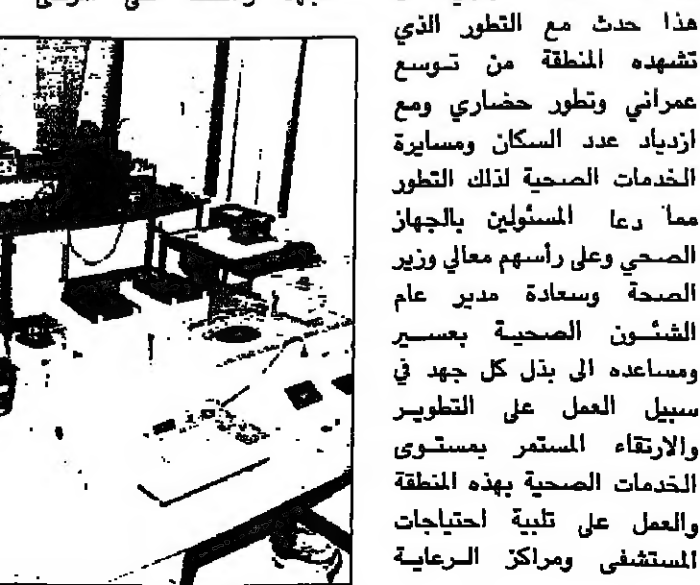 هذا حدث مع التطور الذي
تشهده المنطقة من توسع
عمراني وتطور حضاري ومع
ازدياد عدد السكان ومسايرة
الخدمات الصحية لذلك التطور
مما دعا المسئولين بالجهاز
الصحي وعلى رأسهم معالي وزير
الصحة وسعادة مدير عام
الشئون الصحية بعسير
ومساعده الى بذل كل جهد في
سبيل العمل على التطوير
والارتقاء المستمر بمستوى
الخدمات الصحية بهذه المنطقة
والعمل على تلبية احتياجات
المستشفى ومراكز الرعاية